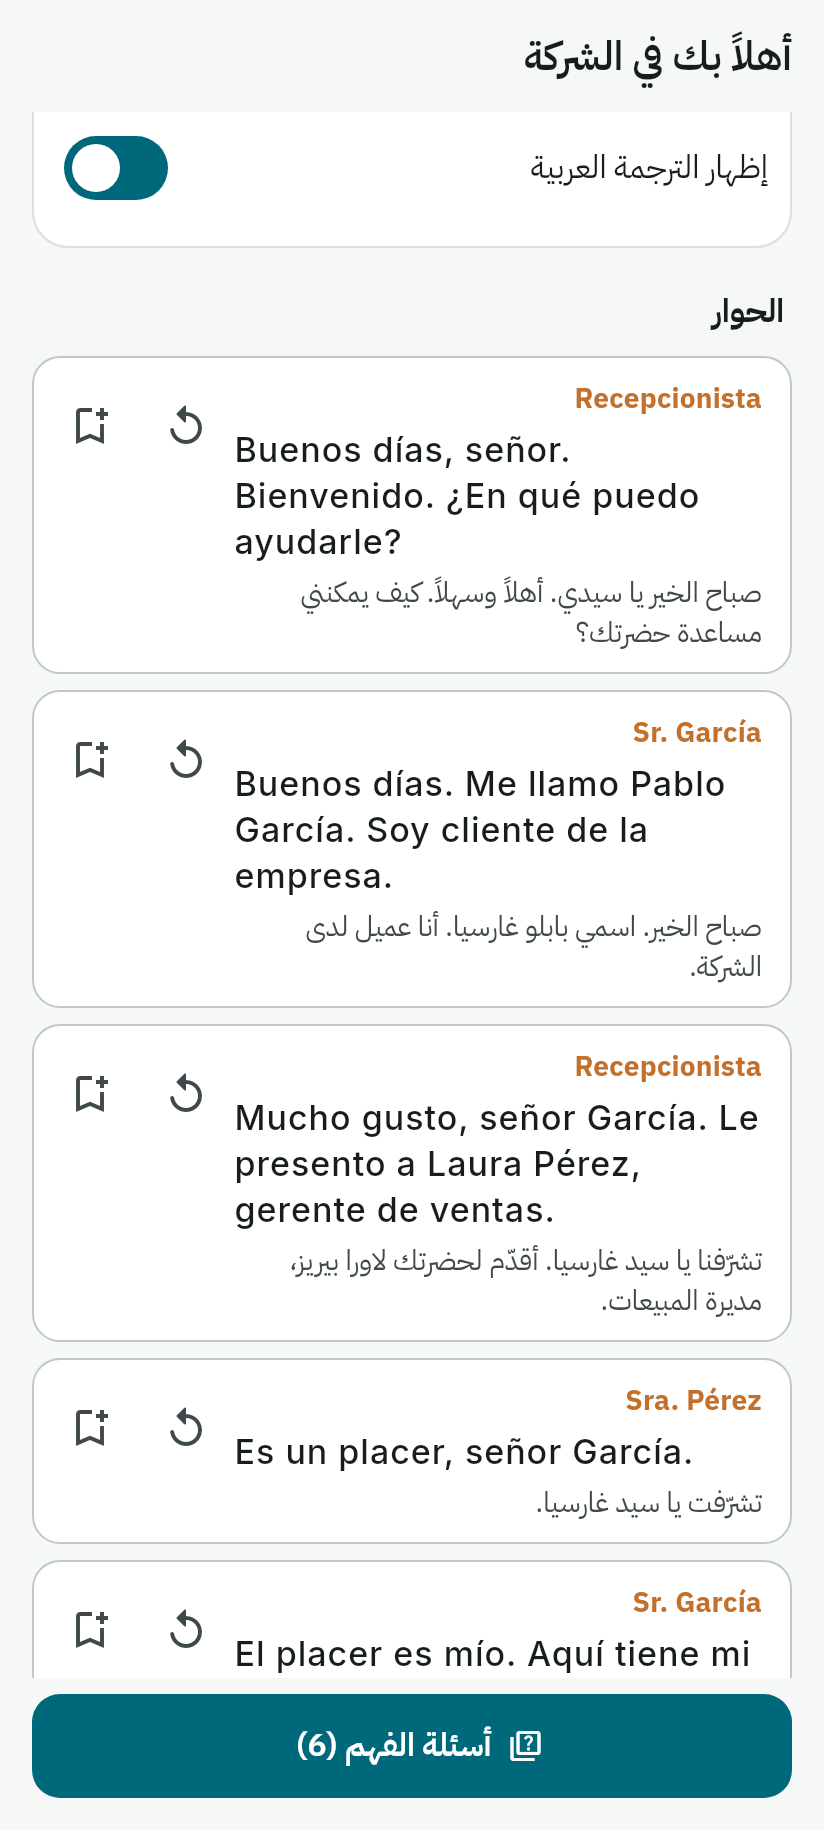 أهلاً بك في الشركة
إظهار الترجمة العربية
الحوار
Recepcionista
Buenos días, señor.
Bienvenido. ¿En qué puedo
ayudarle?
صباح الخير يا سيدي. أهلاً وسهلاً. كيف يمكنني
مساعدة حضرتك؟
Sr. García
Buenos días. Me llamo Pablo
García. Soy cliente de la
empresa.
صباح الخير. اسمي بابلو غارسيا. أنا عميل لدى
الشركة.
Recepcionista
Mucho gusto, señor García. Le
presento a Laura Pérez,
gerente de ventas.
تشرّفنا يا سيد غارسيا. أقدّم لحضرتك لاورا بيريز،
مديرة المبيعات.
Sra. Pérez
Es un placer, señor García.
تشرّفت يا سيد غارسيا.
Sr. García
El placer es mío. Aquí tiene mi
أسئلة الفهم (6)